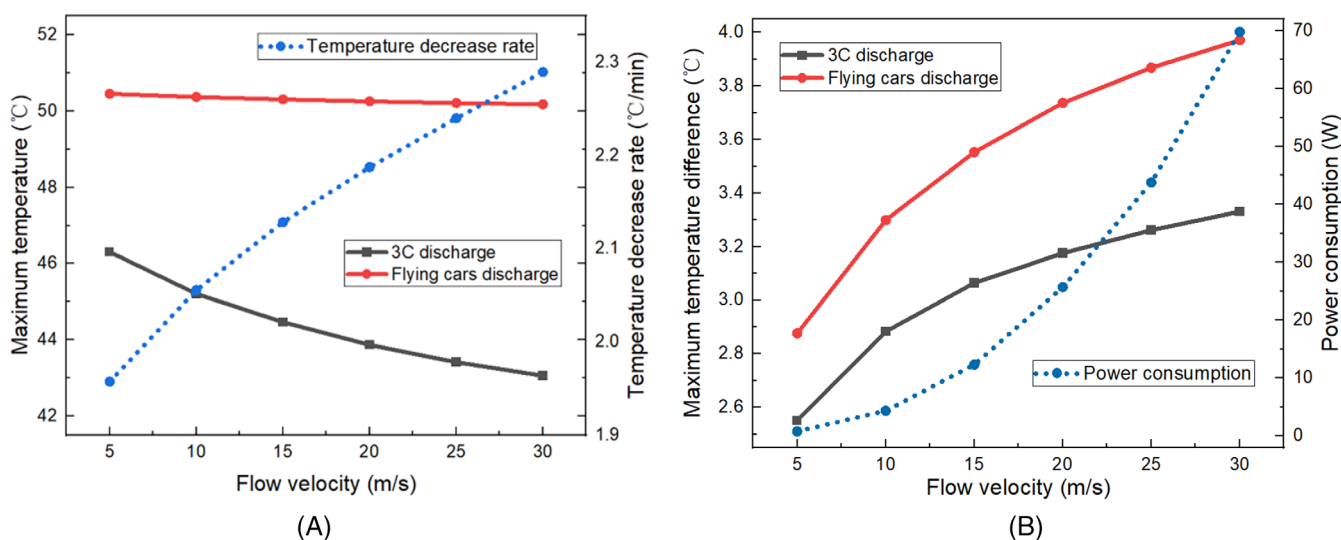 Maximum temperature (℃)
52
50
48
46
44
42
Temperature decrease rate
3C discharge
Flying cars discharge
2.3
2.2
2.1
2.0
1.9
Temperature decrease rate (℃/min)
5 10 15 20 25 30
Flow velocity (m/s)
(A)
Maximum temperature difference (℃)
4.0
3.8
3.6
3.4
3.2
3.0
2.8
2.6
3C discharge
Flying cars discharge
Power consumption
70
60
50
40
30
20
10
0
Power consumption (W)
5 10 15 20 25 30
Flow velocity (m/s)
(B)